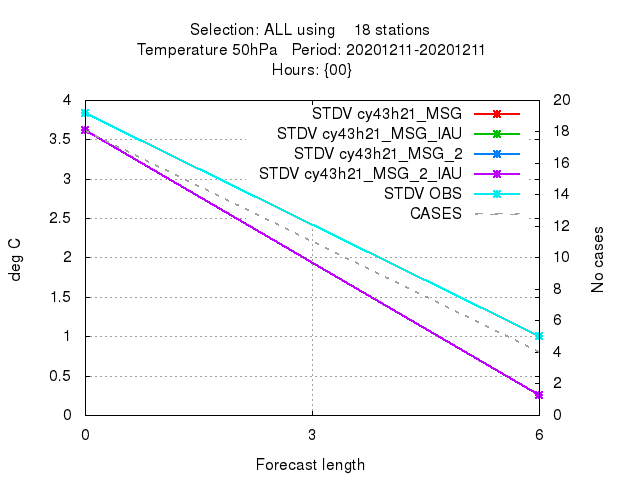 Selection: ALL using 18 stations
Temperature 50hPa Period: 20201211-20201211
Hours: {00}
4
3.5
3
2.5
2
1.5
1
0.5
0
20
18
16
14
12
10
8
6
4
2
0
STDV cy43h21_MSG
STDV cy43h21_MSG_IAU
STDV cy43h21_MSG_2
STDV cy43h21_MSG_2_IAU
STDV OBS
CASES
deg C
No cases
0
3
6
Forecast length